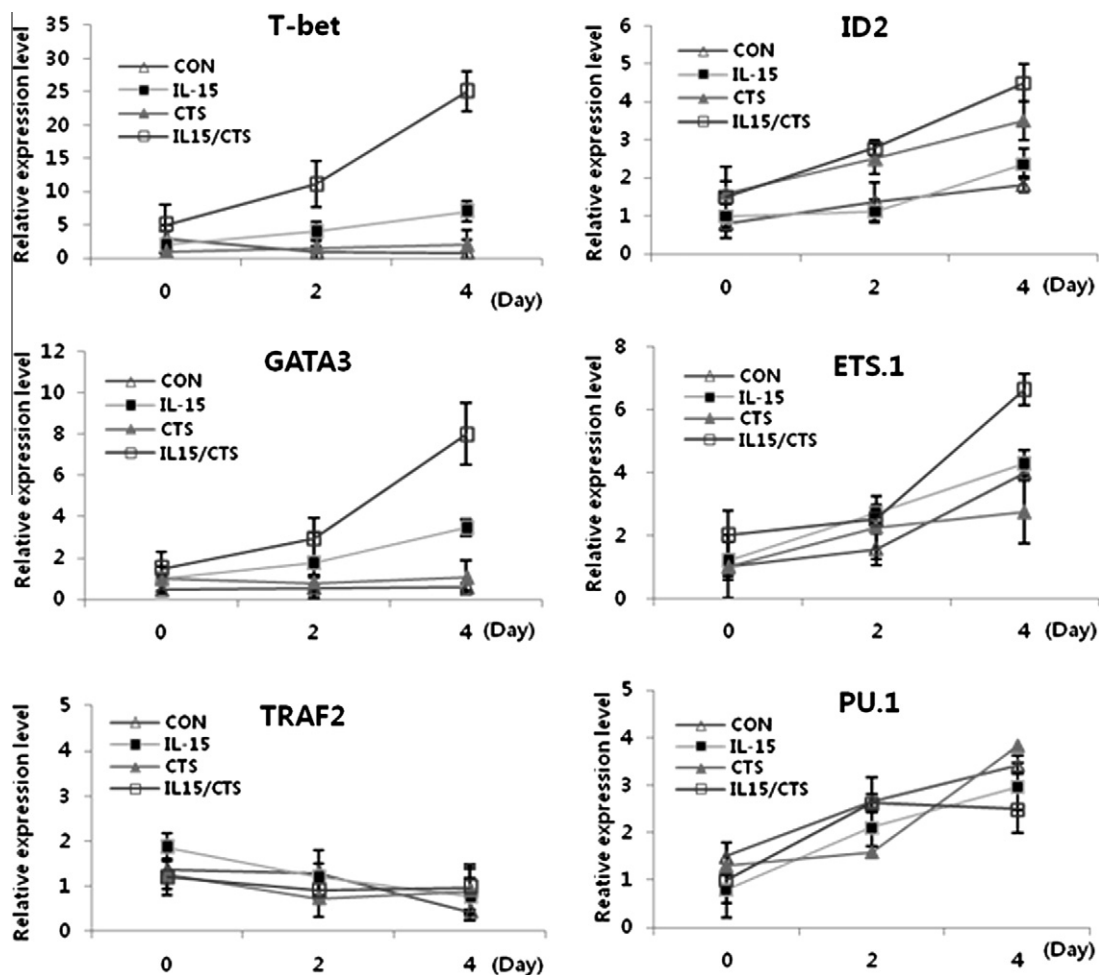 T-bet
Relative expression level
35
30
25
20
15
10
5
0
CON
IL-15
CTS
IL15/CTS
0 2 4 (Day)
ID2
Relative expression level
6
5
4
3
2
1
0
CON
IL-15
CTS
IL15/CTS
0 2 4 (Day)
GATA3
Relative expression level
12
10
8
6
4
2
0
CON
IL-15
CTS
IL15/CTS
0 2 4 (Day)
ETS.1
Relative expression level
8
6
4
2
0
CON
IL-15
CTS
IL15/CTS
0 2 4 (Day)
TRAF2
Relative expression level
5
4
3
2
1
0
CON
IL-15
CTS
IL15/CTS
0 2 4 (Day)
PU.1
Reative expression level
5
4
3
2
1
0
CON
IL-15
CTS
IL15/CTS
0 2 4 (Day)